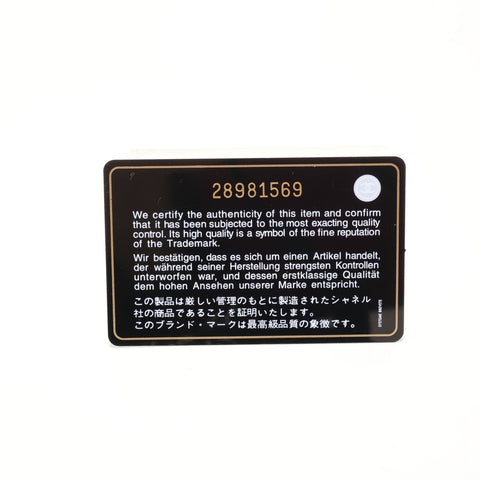 28981569
We certify the authenticity of this item and confirm
that it has been subjected to the most exacting quality
control. Its high quality is a symbol of the fine reputation
of the Trademark.
Wir bestätigen, dass es sich um einen Artikel handelt,
der während seiner Herstellung strengsten Kontrollen
unterworfen war, und dessen erstklassige Qualität
dem hohen Ansehen unserer Marke entspricht.
この製品は厳しい管理のもとに製造されたシャネル
社の商品であることを証明いたします。
このブランド・マークは最高級品質の象徴です。